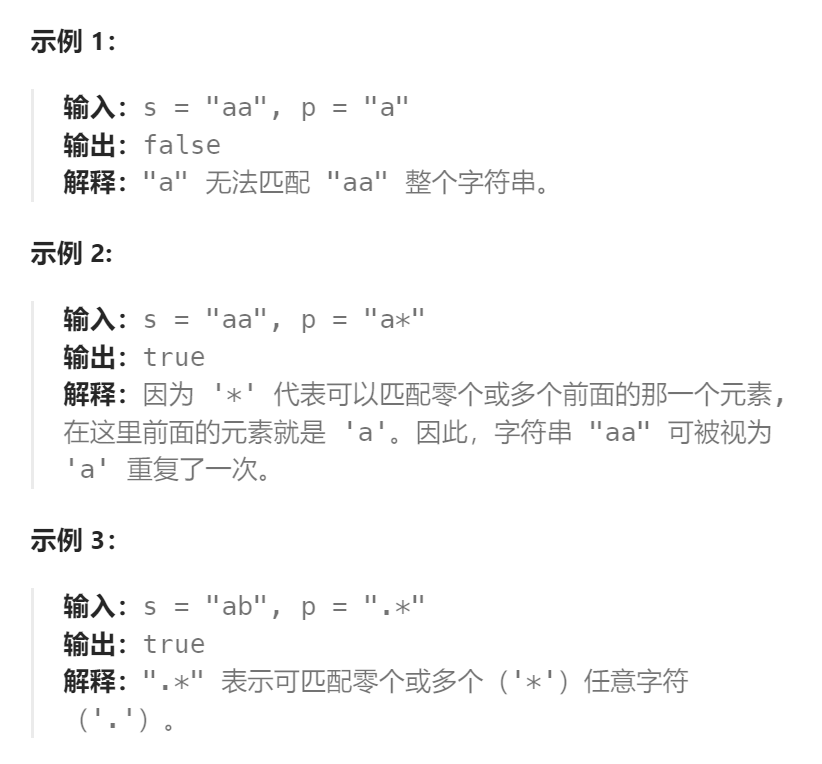 示例 1：
输入：s = "aa", p = "a"
输出：false
解释："a" 无法匹配 "aa" 整个字符串。
示例 2:
输入：s = "aa", p = "a*"
输出：true
解释：因为 '*' 代表可以匹配零个或多个前面的那一个元素,
在这里前面的元素就是 'a'。因此，字符串 "aa" 可被视为
'a' 重复了一次。
示例 3：
输入：s = "ab", p = ".*"
输出：true
解释：".*" 表示可匹配零个或多个（'*'）任意字符
（'.'）。